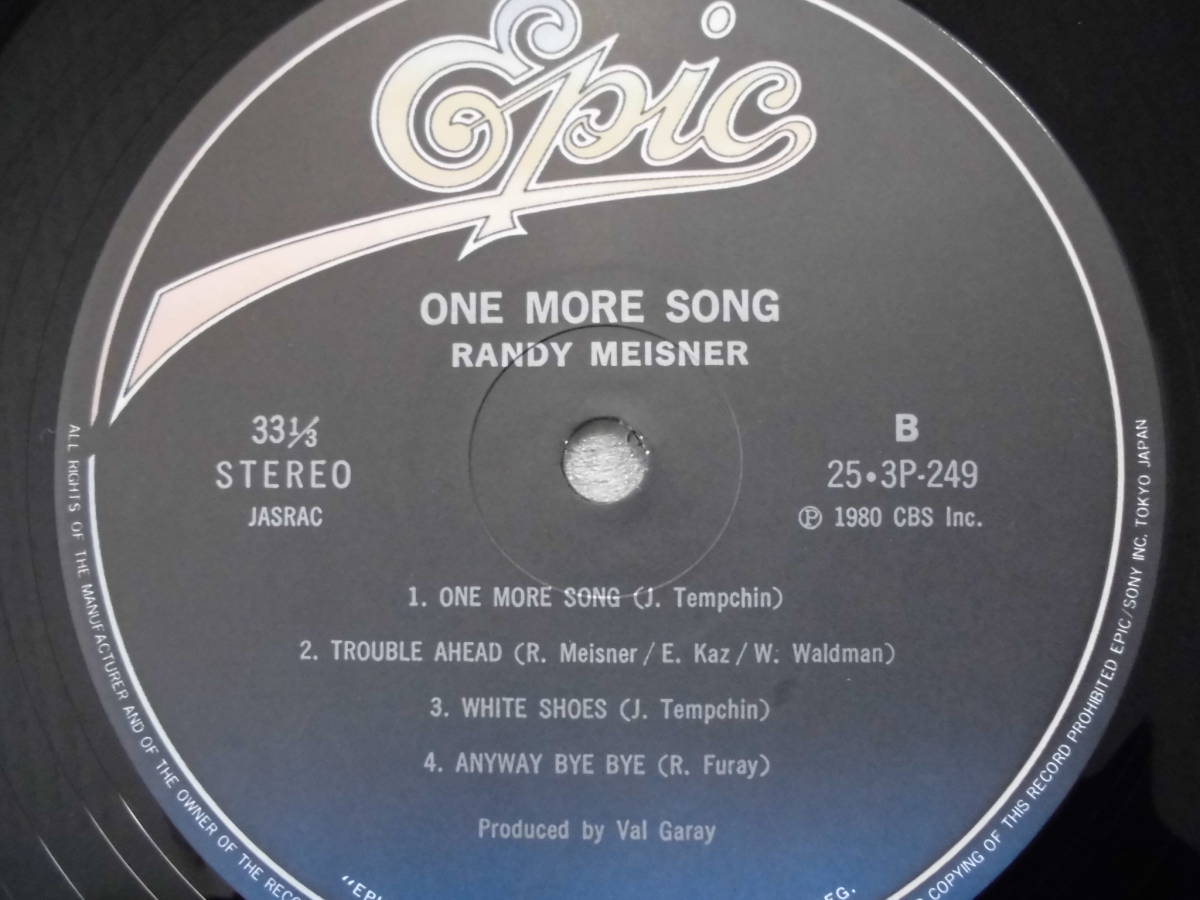 Epic
ONE MORE SONG
RANDY MEISNER
33⅓
STEREO
JASRAC
B
25•3P-249
Ⓟ 1980 CBS Inc.
1. ONE MORE SONG (J. Tempchin)
2. TROUBLE AHEAD (R. Meisner/E. Kaz/W. Waldman)
3. WHITE SHOES (J. Tempchin)
4. ANYWAY BYE BYE (R. Furay)
Produced by Val Garay
ALL RIGHTS OF THE MANUFACTURER AND OF THE OWNER OF THE
COPYING OF THIS RECORD PROHIBITED EPIC/SONY INC. TOKYO JAPAN